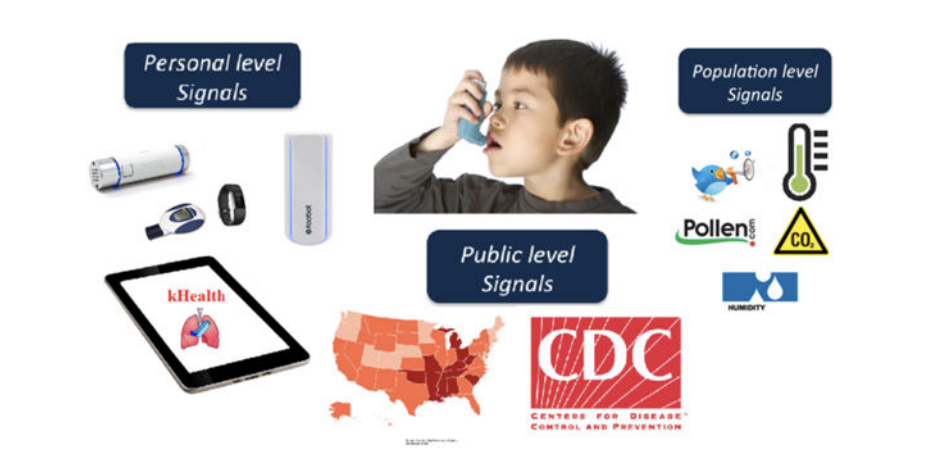 Personal level
Signals
Population level
Signals
foobot
Pollen.com
CO₂
HUMIDITY
Public level
Signals
kHealth
CDC
CENTERS FOR DISEASE
CONTROL AND PREVENTION